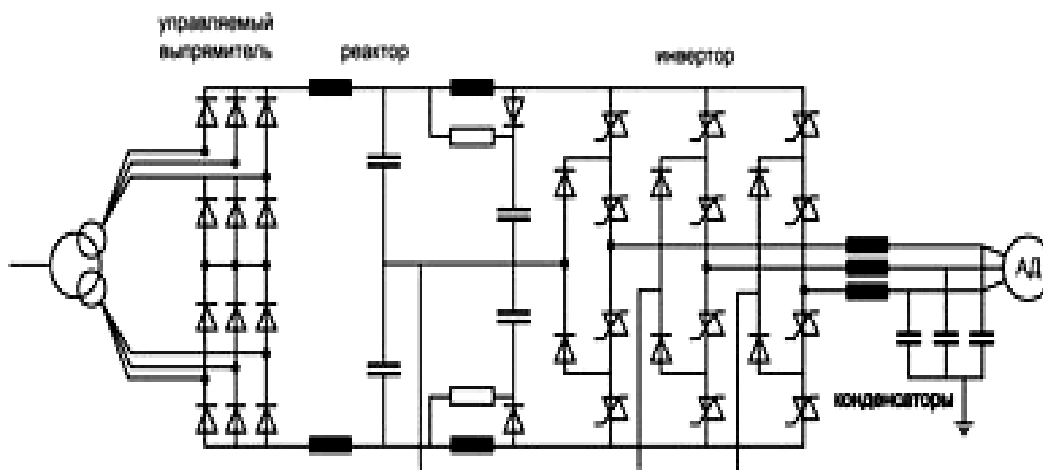 управляемый
выпрямитель
реактор
инвертор
АД
конденсаторы